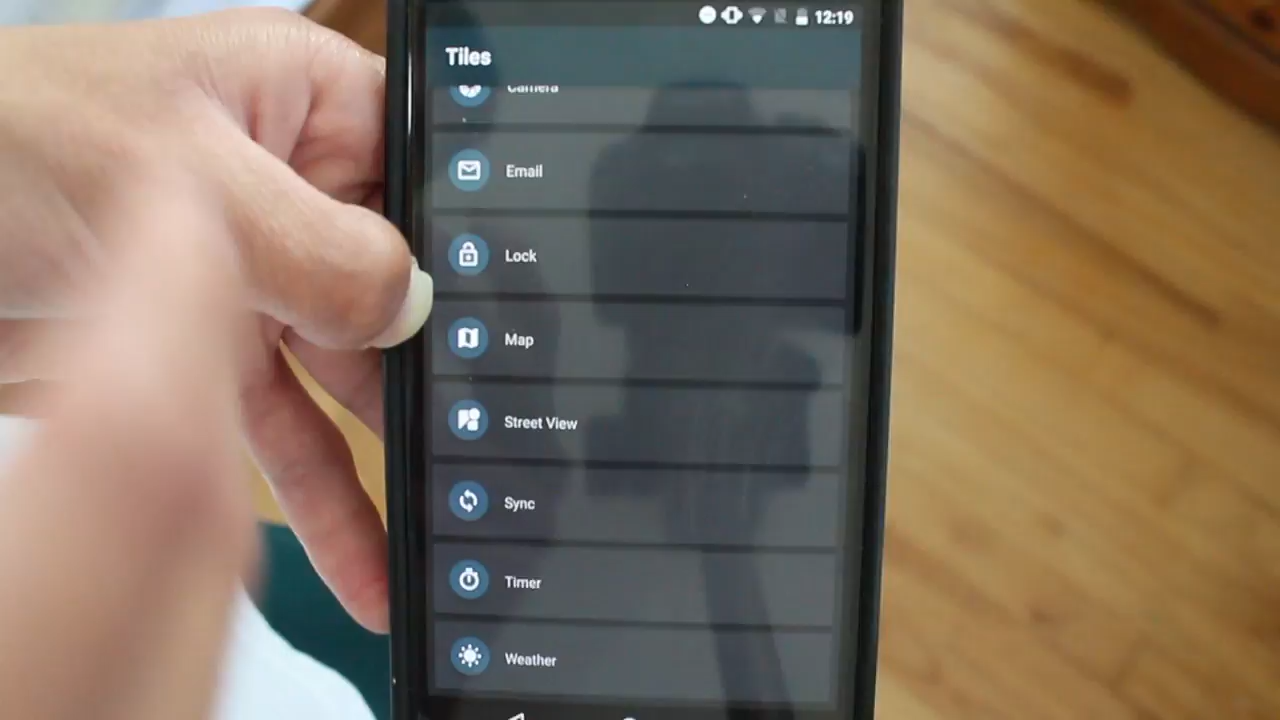 12:19
Tiles
Camera
Email
Lock
Map
Street View
Sync
Timer
Weather